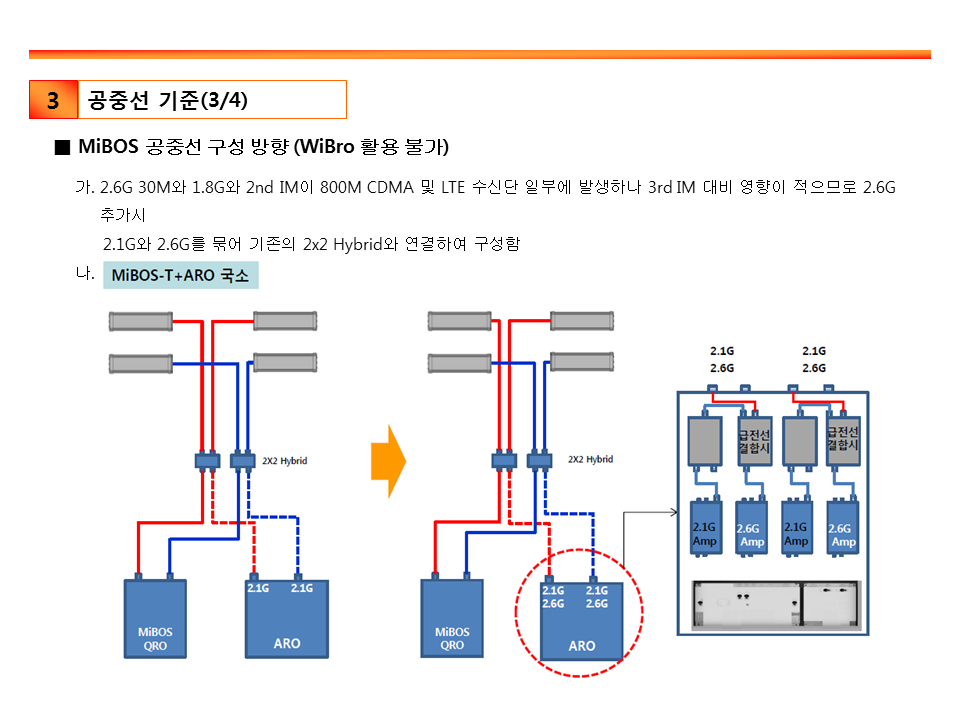 3 공중선 기준(3/4)
■ MiBOS 공중선 구성 방향 (WiBro 활용 불가)
가. 2.6G 30M와 1.8G와 2nd IM이 800M CDMA 및 LTE 수신단 일부에 발생하나 3rd IM 대비 영향이 적으므로 2.6G
추가시
2.1G와 2.6G를 묶어 기존의 2x2 Hybrid와 연결하여 구성함
나. MiBOS-T+ARO 국소
2X2 Hybrid
MiBOS
QRO
2.1G 2.1G
ARO
2X2 Hybrid
MiBOS
QRO
2.1G 2.1G
2.6G 2.6G
ARO
2.1G 2.1G
2.6G 2.6G
급전선 급전선
결합시 결합시
2.1G 2.6G 2.1G 2.6G
Amp Amp Amp Amp